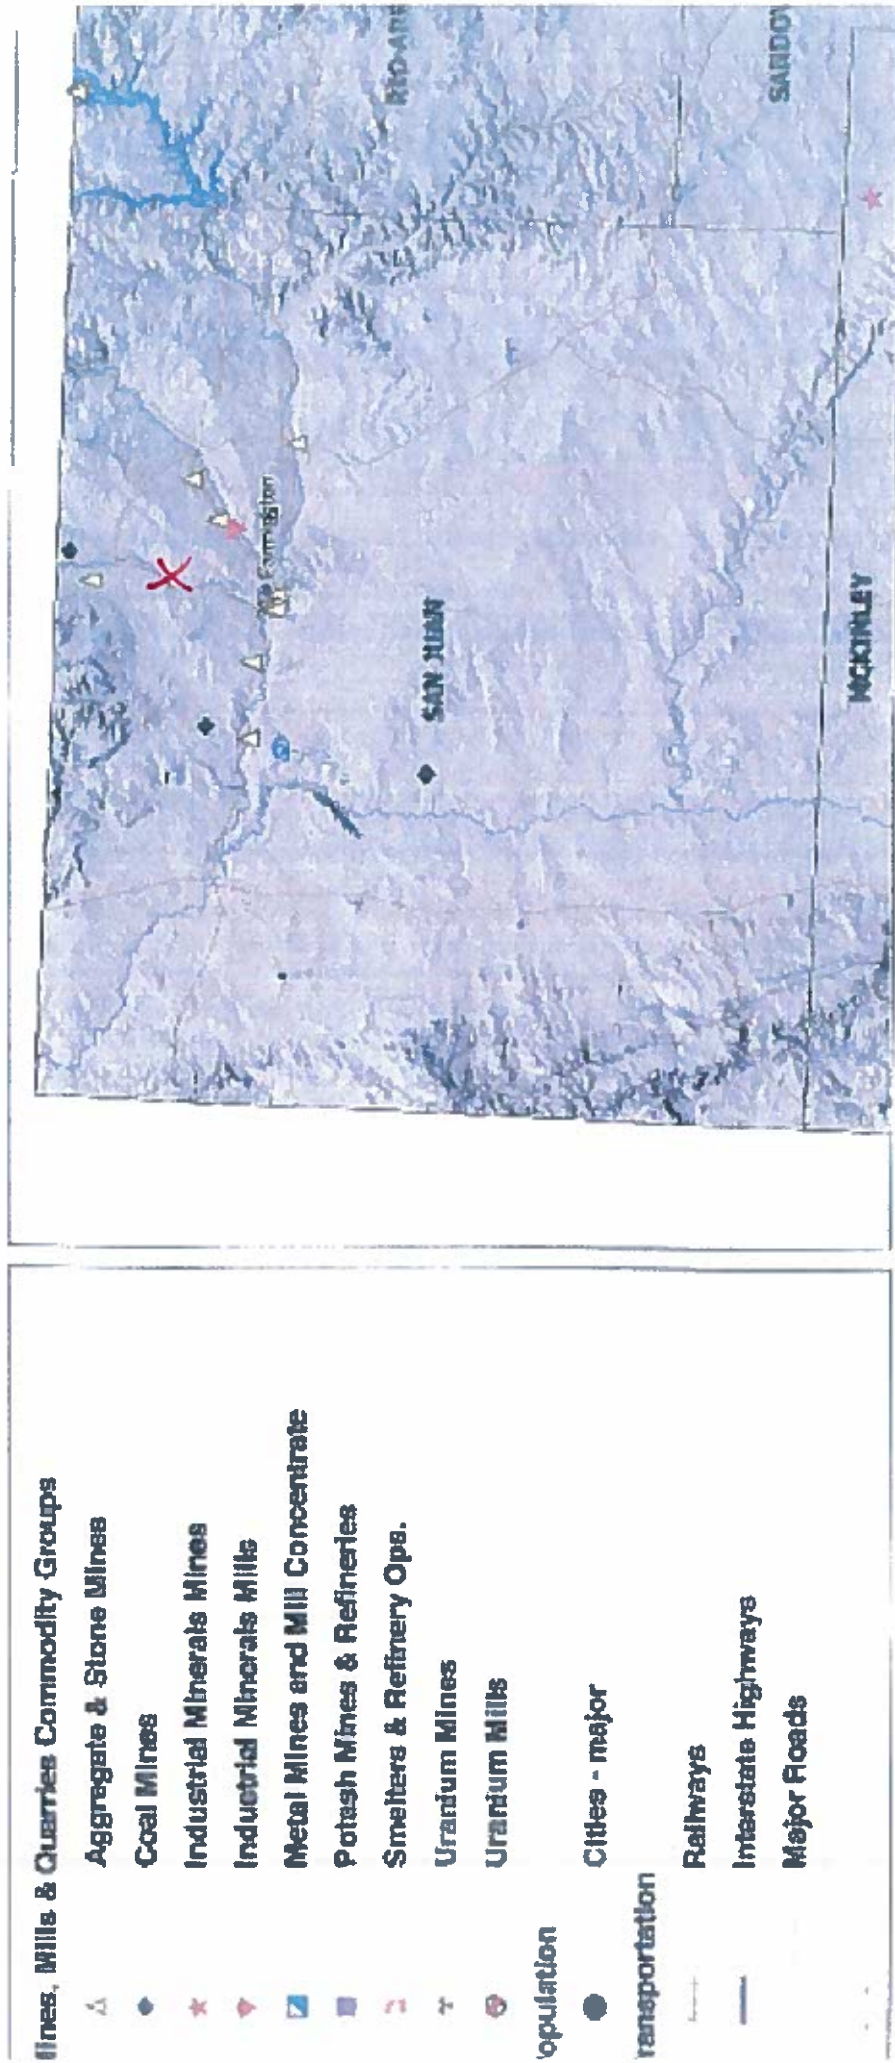 Mines, Mills & Quarries Commodity Groups
Aggregate & Stone Mines
Coal Mines
Industrial Minerals Mines
Industrial Minerals Mills
Metal Mines and Mill Concentrate
Potash Mines & Refineries
Smelters & Refinery Ops.
Uranium Mines
Uranium Mills
opulation
Cities - major
ransportation
Railways
Interstate Highways
Major Roads
Farmington
SAN JUAN
MCKINLEY
RIO ARR
SANDOV